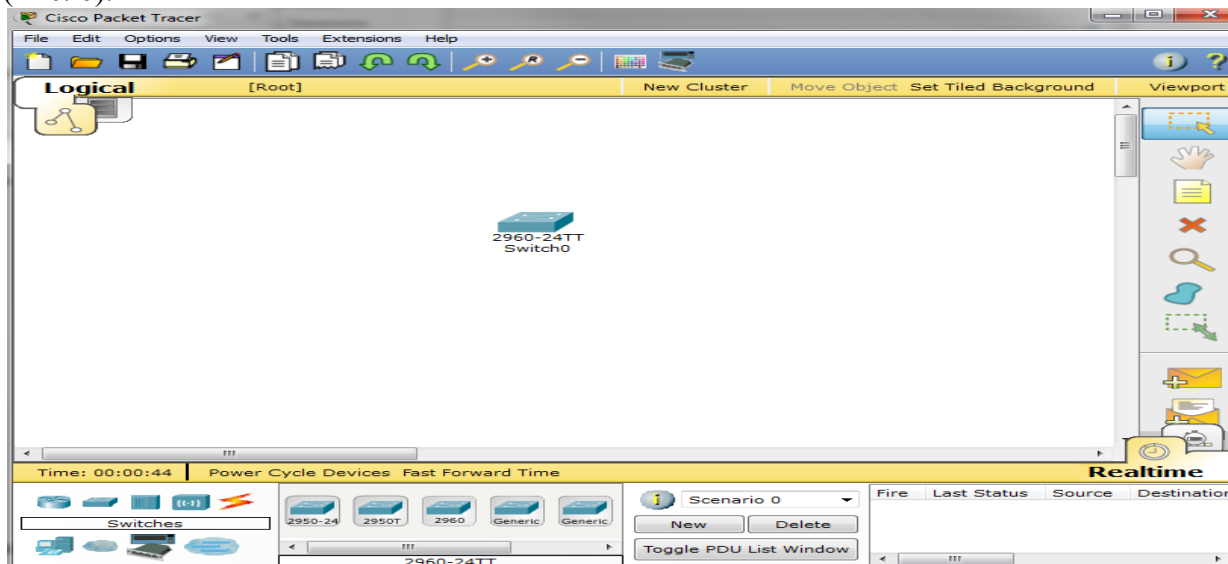 Cisco Packet Tracer
File Edit Options View Tools Extensions Help
Logical [Root] New Cluster Move Object Set Tiled Background Viewport
2960-24TT
Switch0
Time: 00:00:44 Power Cycle Devices Fast Forward Time Realtime
Switches
2950-24 2950T 2960 Generic Generic
2960-24TT
Scenario 0
New Delete
Toggle PDU List Window
Fire Last Status Source Destination